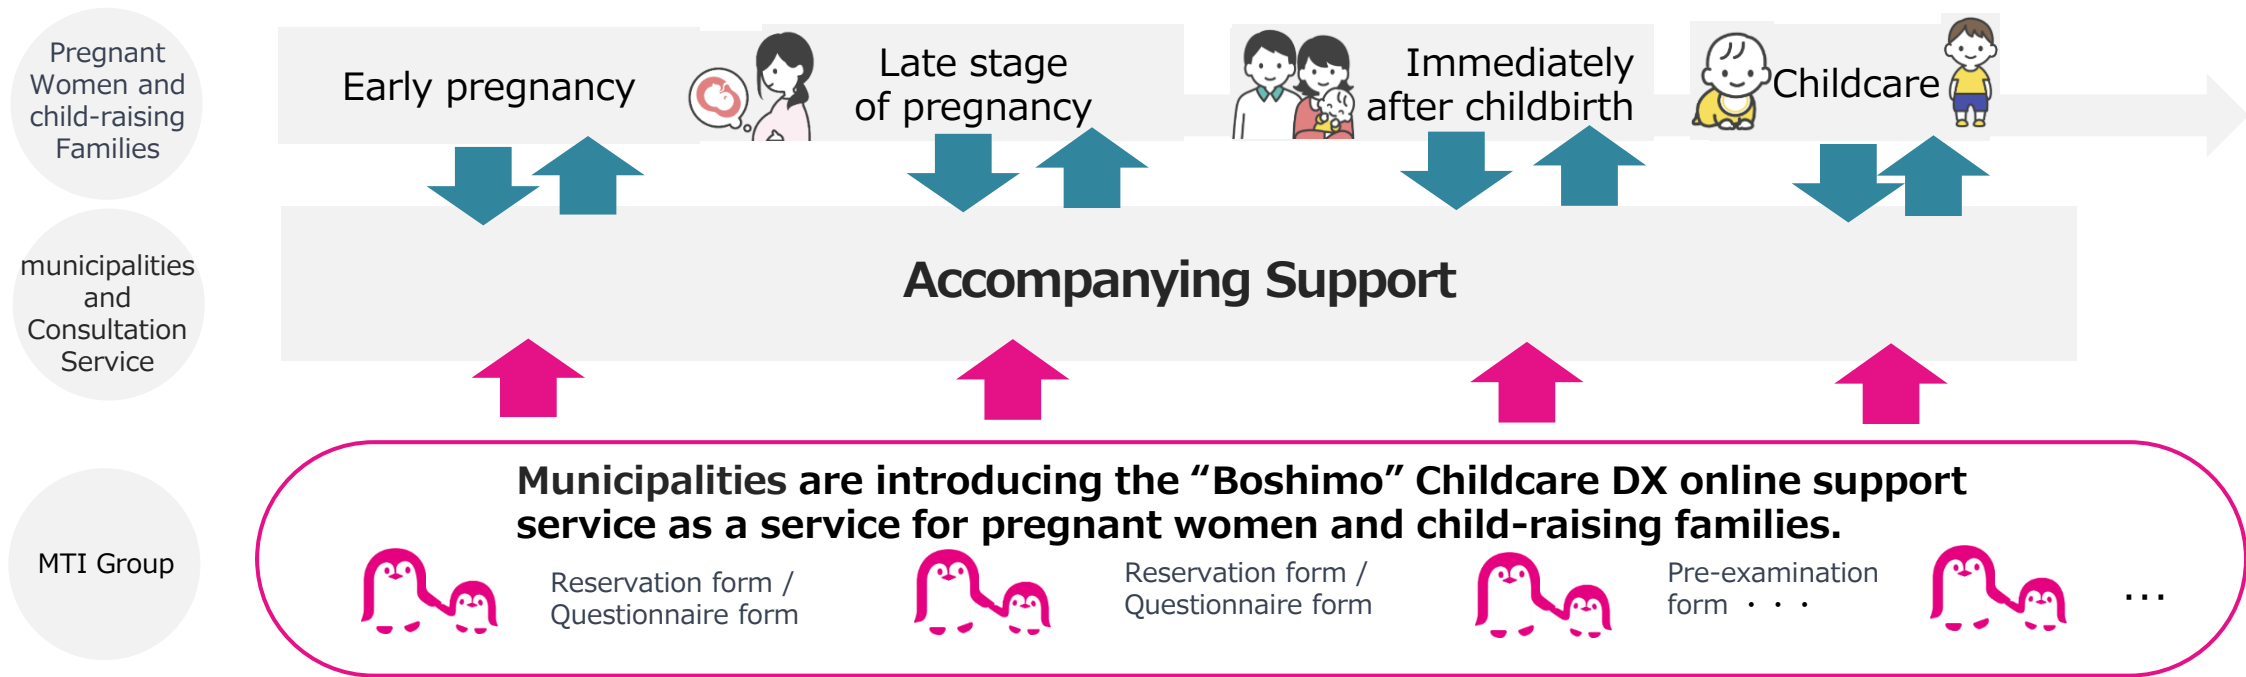 Pregnant
Women and
child-raising
Families
Early pregnancy
Late stage
of pregnancy
Immediately
after childbirth
Childcare
municipalities
and
Consultation
Service
Accompanying Support
MTI Group
Municipalities are introducing the “Boshimo” Childcare DX online support
service as a service for pregnant women and child-raising families.
Reservation form /
Questionnaire form
Reservation form /
Questionnaire form
Pre-examination
form ・・・
…